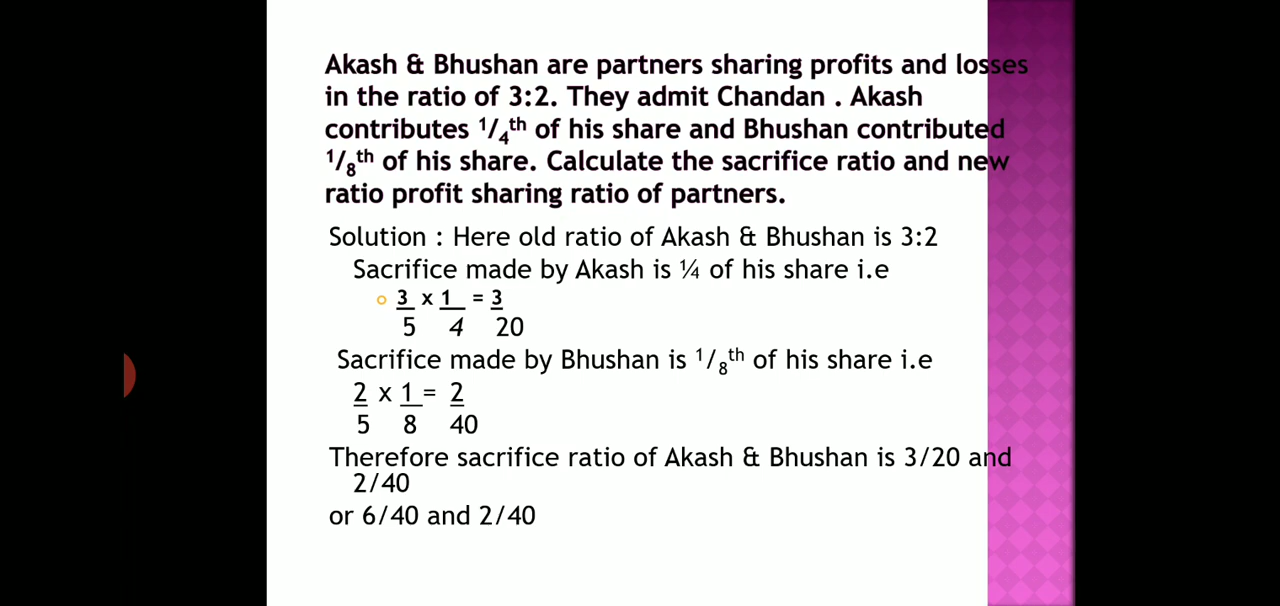 Akash & Bhushan are partners sharing profits and losses
in the ratio of 3:2. They admit Chandan . Akash
contributes 1/4th of his share and Bhushan contributed
1/8th of his share. Calculate the sacrifice ratio and new
ratio profit sharing ratio of partners.
Solution : Here old ratio of Akash & Bhushan is 3:2
Sacrifice made by Akash is ¼ of his share i.e
3 x 1 = 3
5 4 20
Sacrifice made by Bhushan is 1/8th of his share i.e
2 x 1 = 2
5 8 40
Therefore sacrifice ratio of Akash & Bhushan is 3/20 and
2/40
or 6/40 and 2/40